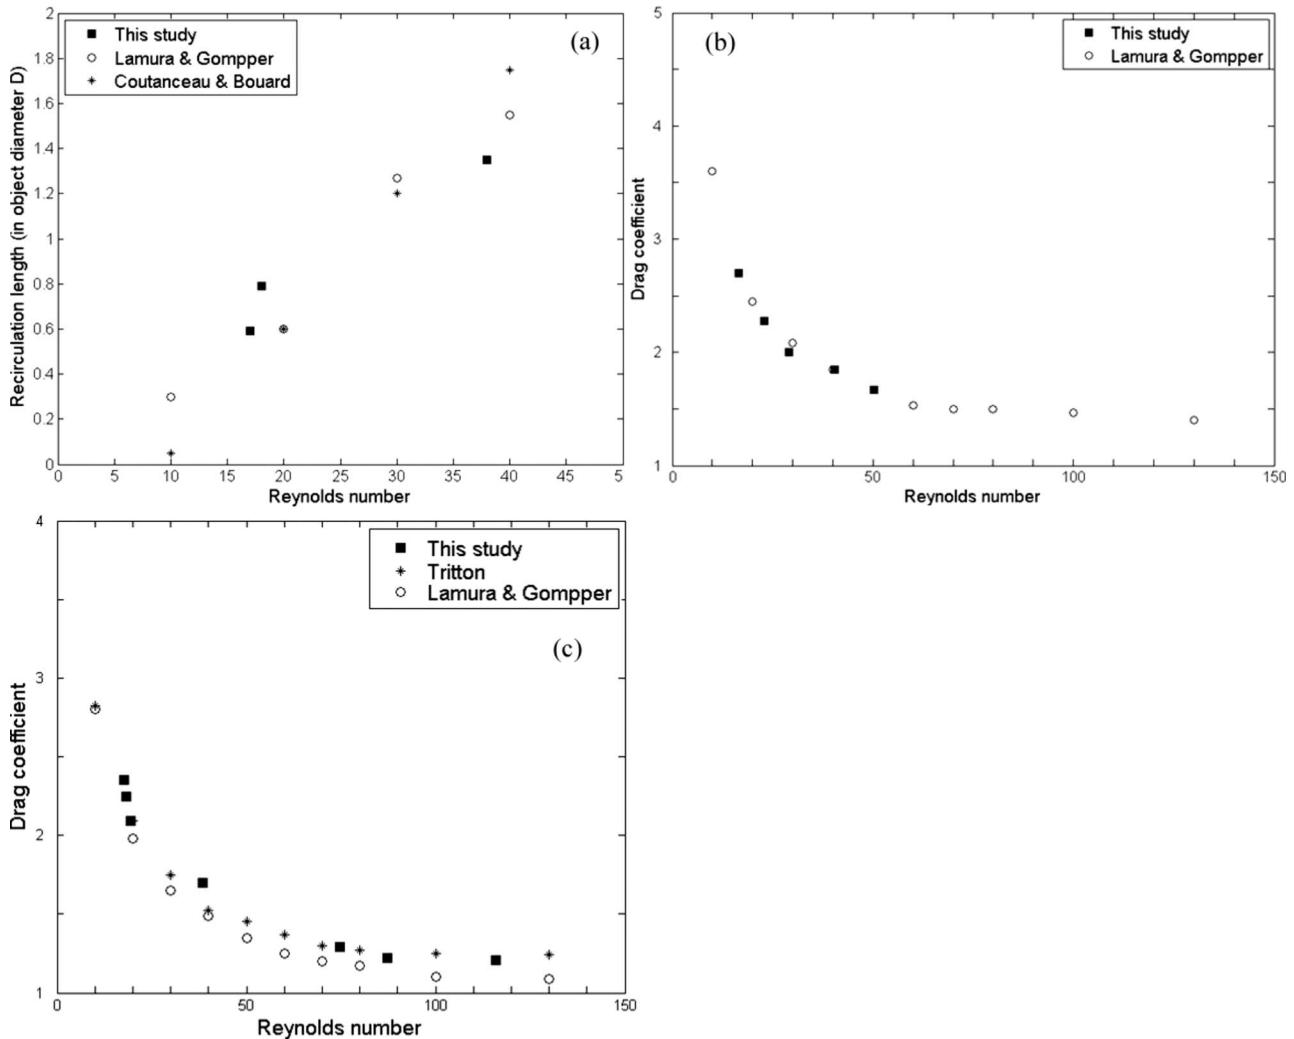 2
1.8
1.6
1.4
1.2
1
0.8
0.6
0.4
0.2
0
Recirculation length (in object diameter D)
This study
Lamura & Gompper
Coutanceau & Bouard
(a)
0 5 10 15 20 25 30 35 40 45 5
Reynolds number
5
4
3
2
1
Drag coefficient
(b)
This study
Lamura & Gompper
0 50 100 150
Reynolds number
4
3
2
1
Drag coefficient
This study
Tritton
Lamura & Gompper
(c)
0 50 100 150
Reynolds number